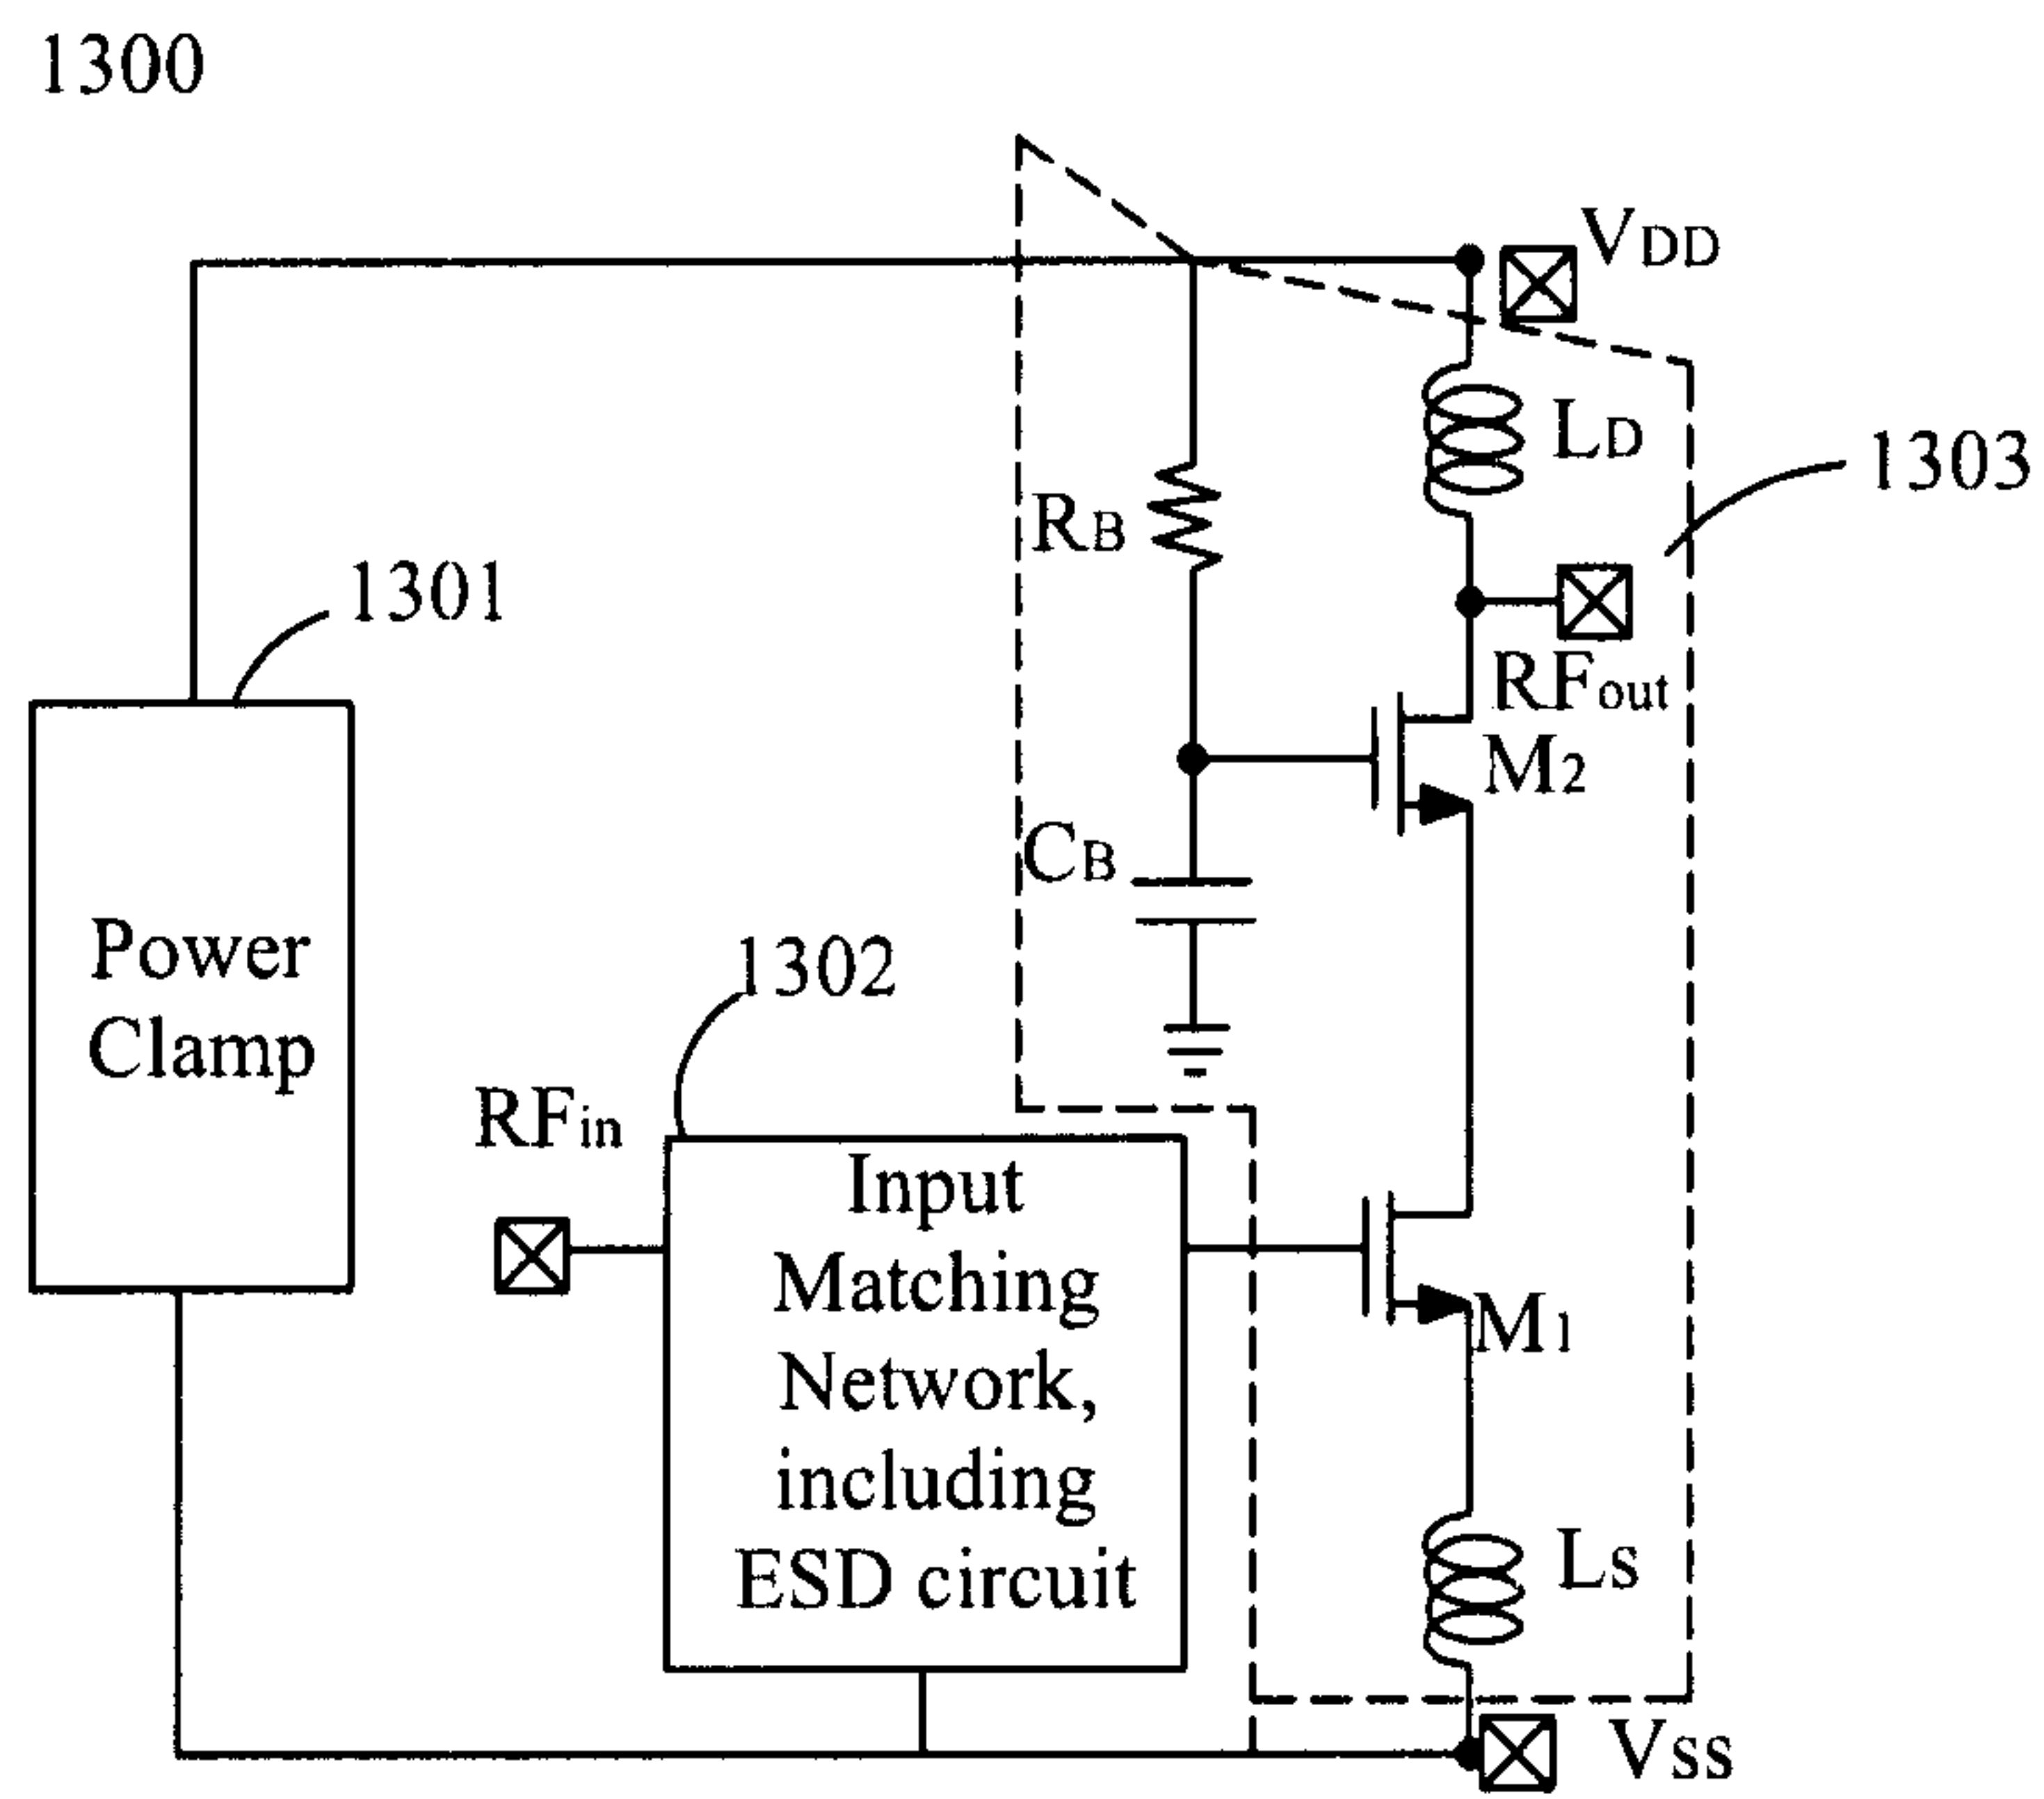 1300
VDD
LD
1303
RB
1301
RFout
M2
CB
Power
Clamp
1302
RFin
Input
Matching
Network,
including
ESD circuit
M1
LS
VSS